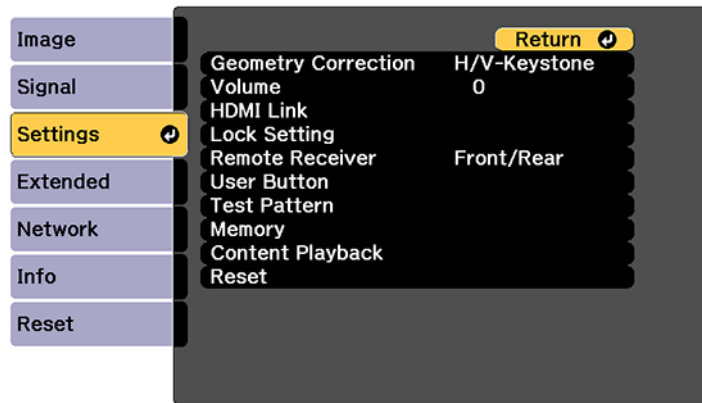 Image
Signal
Settings
Extended
Network
Info
Reset
Return
Geometry Correction H/V-Keystone
Volume 0
HDMI Link
Lock Setting
Remote Receiver Front/Rear
User Button
Test Pattern
Memory
Content Playback
Reset